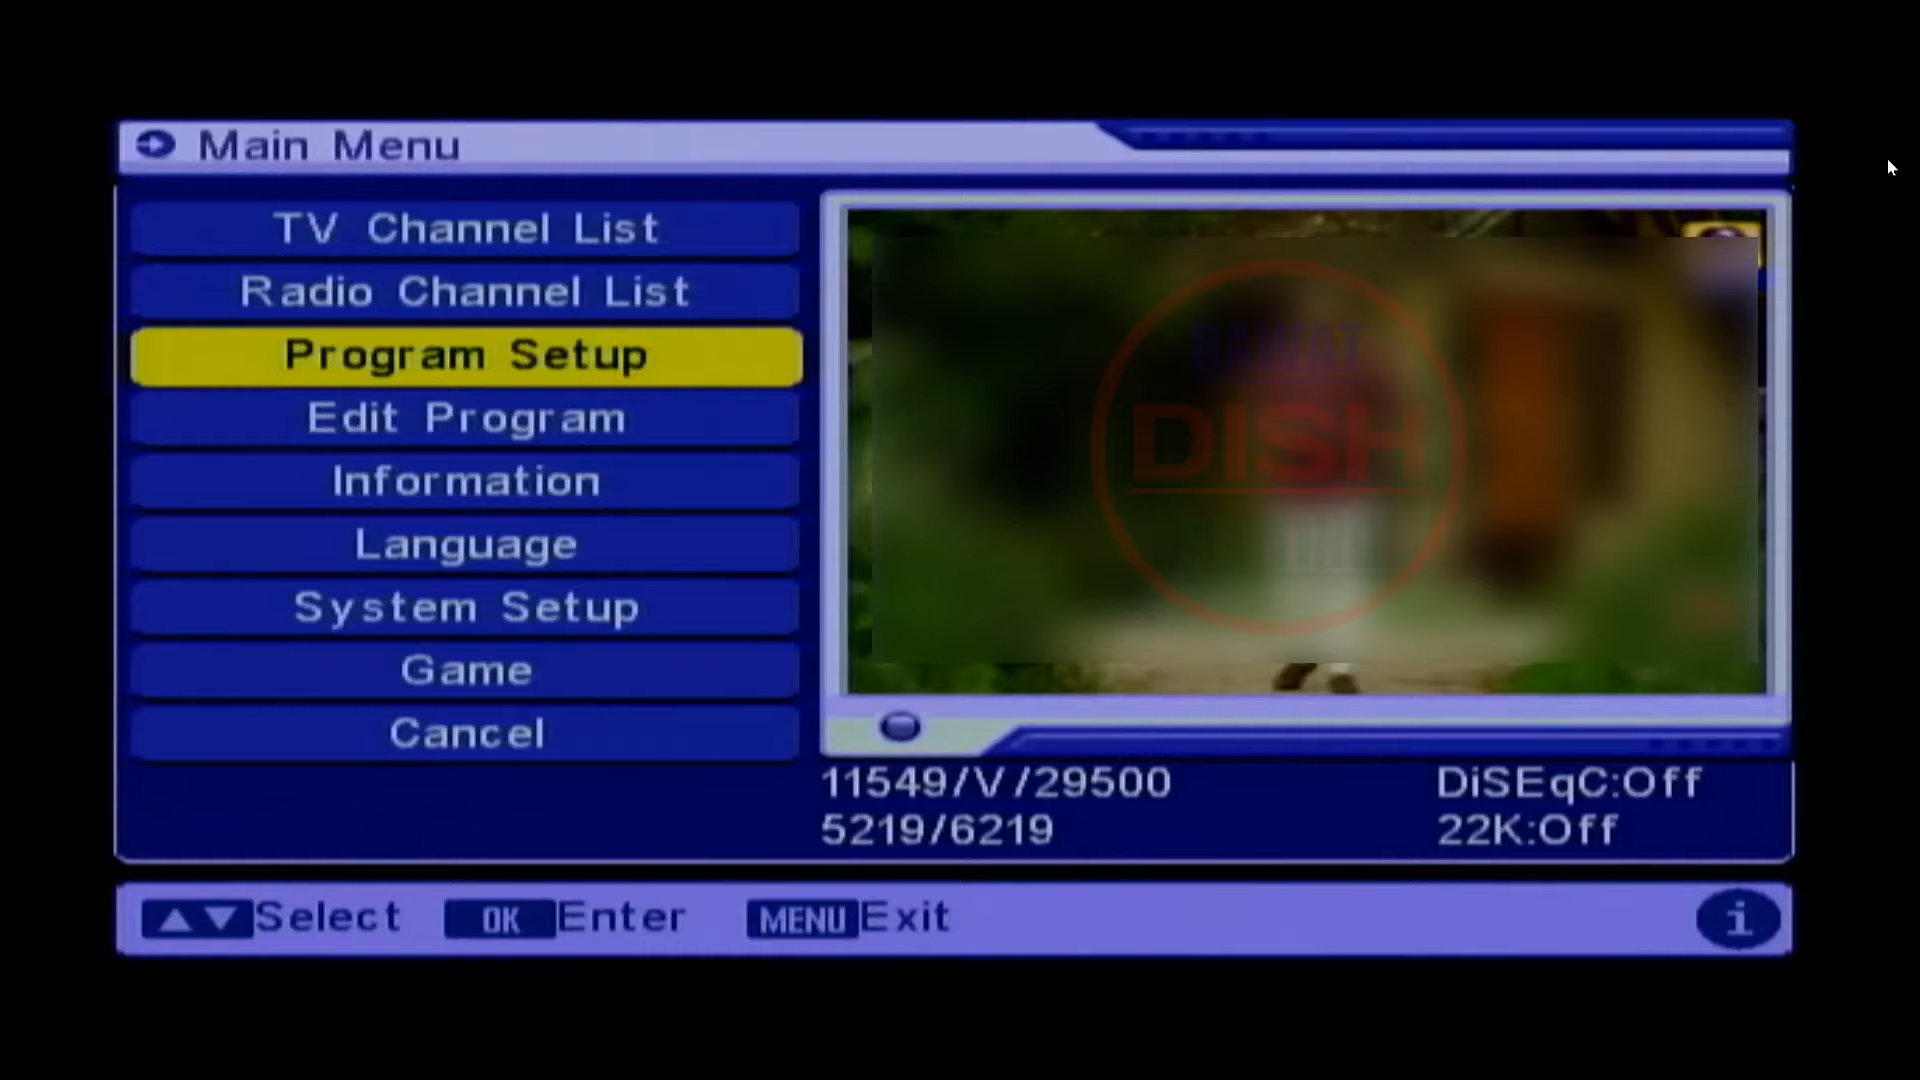 Main Menu
TV Channel List
Radio Channel List
Program Setup
Edit Program
Information
Language
System Setup
Game
Cancel
DISH
11549/V/29500
DiSEqC:Off
5219/6219
22K:Off
Select
OK Enter
MENU Exit
i